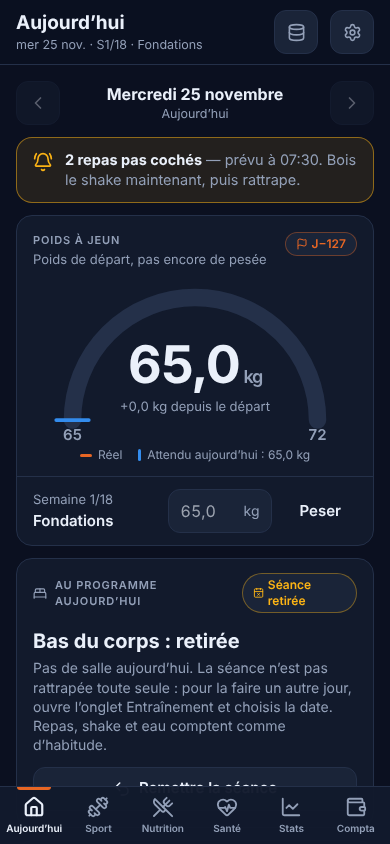 Aujourd’hui
mer 25 nov. · S1/18 · Fondations
Mercredi 25 novembre
Aujourd’hui
2 repas pas cochés — prévu à 07:30. Bois
le shake maintenant, puis rattrape.
POIDS À JEUN
J−127
Poids de départ, pas encore de pesée
65,0 kg
+0,0 kg depuis le départ
65
72
Réel
Attendu aujourd’hui : 65,0 kg
Semaine 1/18
Fondations
65,0 kg
Peser
AU PROGRAMME
AUJOURD’HUI
Séance
retirée
Bas du corps : retirée
Pas de salle aujourd’hui. La séance n’est pas
rattrapée toute seule : pour la faire un autre jour,
ouvre l’onglet Entraînement et choisis la date.
Repas, shake et eau comptent comme
d’habitude.
Remettre la séance
Aujourd’hui
Sport
Nutrition
Santé
Stats
Compta